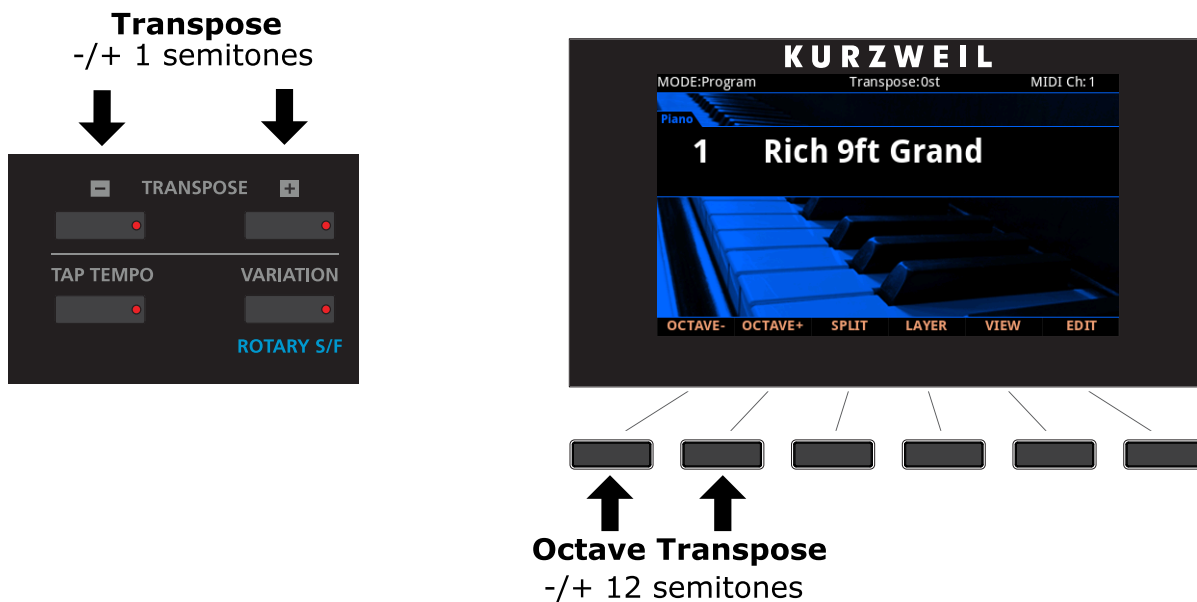 Transpose
-/+ 1 semitones
- TRANSPOSE +
TAP TEMPO VARIATION
ROTARY S/F
KURZWEIL
MODE:Program Transpose:0st MIDI Ch: 1
Piano
1 Rich 9ft Grand
OCTAVE- OCTAVE+ SPLIT LAYER VIEW EDIT
Octave Transpose
-/+ 12 semitones